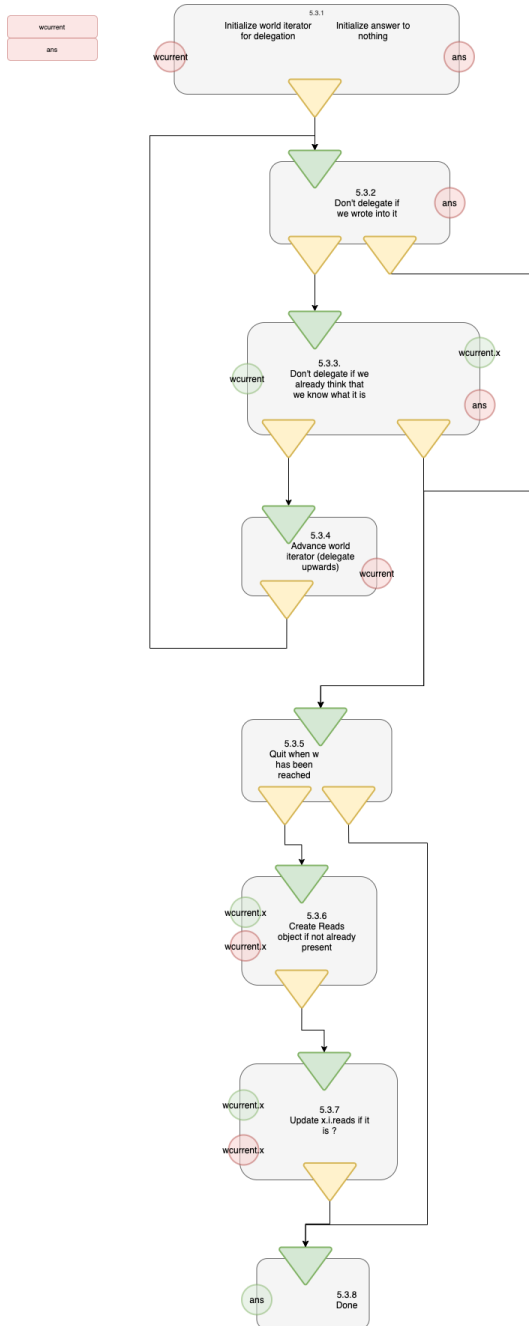 wcurrent
ans
5.3.1
Initialize world iterator
for delegation
Initialize answer to
nothing
wcurrent
ans
5.3.2
Don't delegate if
we wrote into it
ans
5.3.3.
Don't delegate if we
already think that
we know what it is
wcurrent.x
wcurrent
ans
5.3.4
Advance world
iterator (delegate
upwards)
wcurrent
5.3.5
Quit when w
has been
reached
5.3.6
Create Reads
object if not already
present
wcurrent.x
wcurrent.x
5.3.7
Update x.i.reads if it
is ?
wcurrent.x
wcurrent.x
5.3.8
Done
ans